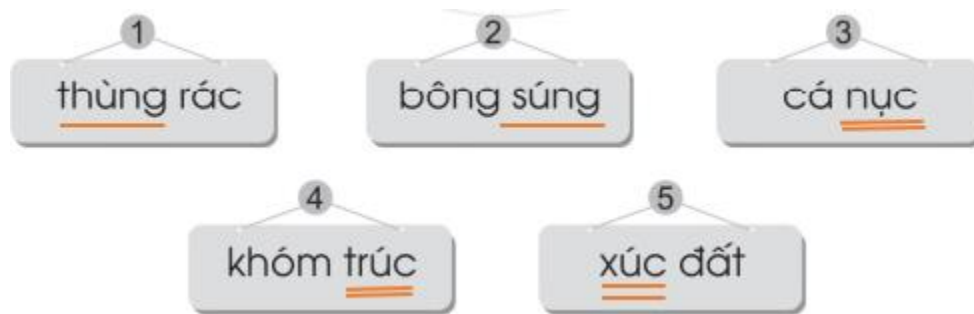 1
thùng rác
2
bông súng
3
cá nục
4
khóm trúc
5
xúc đất